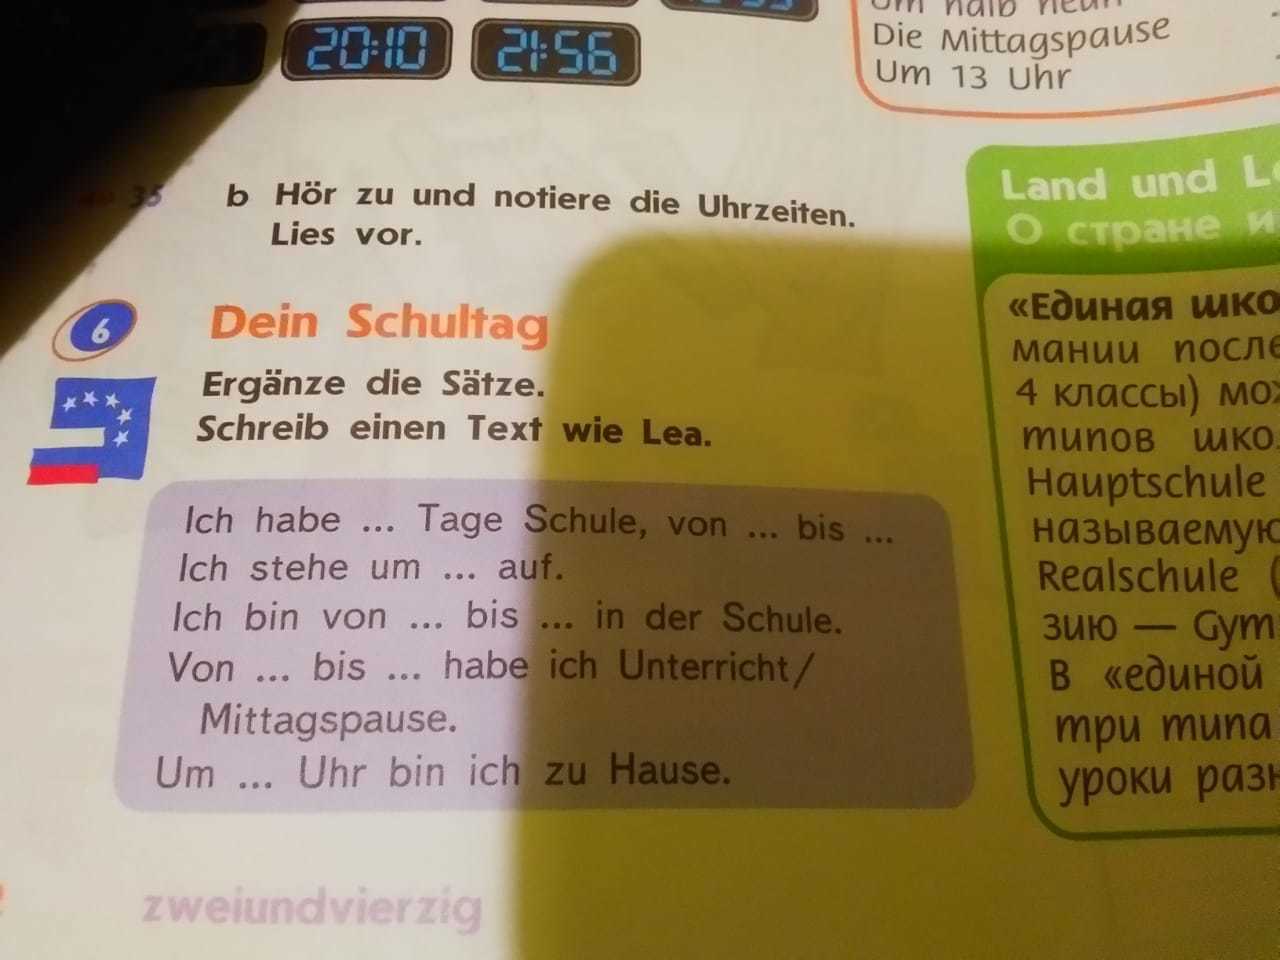 20:10 21:56
Die Mittagspause
Um 13 Uhr
35 b Hör zu und notiere die Uhrzeiten.
Lies vor.
6 Dein Schultag
Ergänze die Sätze.
Schreib einen Text wie Lea.
Ich habe ... Tage Schule, von ... bis ...
Ich stehe um ... auf.
Ich bin von ... bis ... in der Schule.
Von ... bis ... habe ich Unterricht/
Mittagspause.
Um ... Uhr bin ich zu Hause.
zweiundvierzig
Land und
О стране и
«Единая
мании
4 классы)
типов
Hauptschule
Realschule (
зию —
В «единой
три типа
уроки